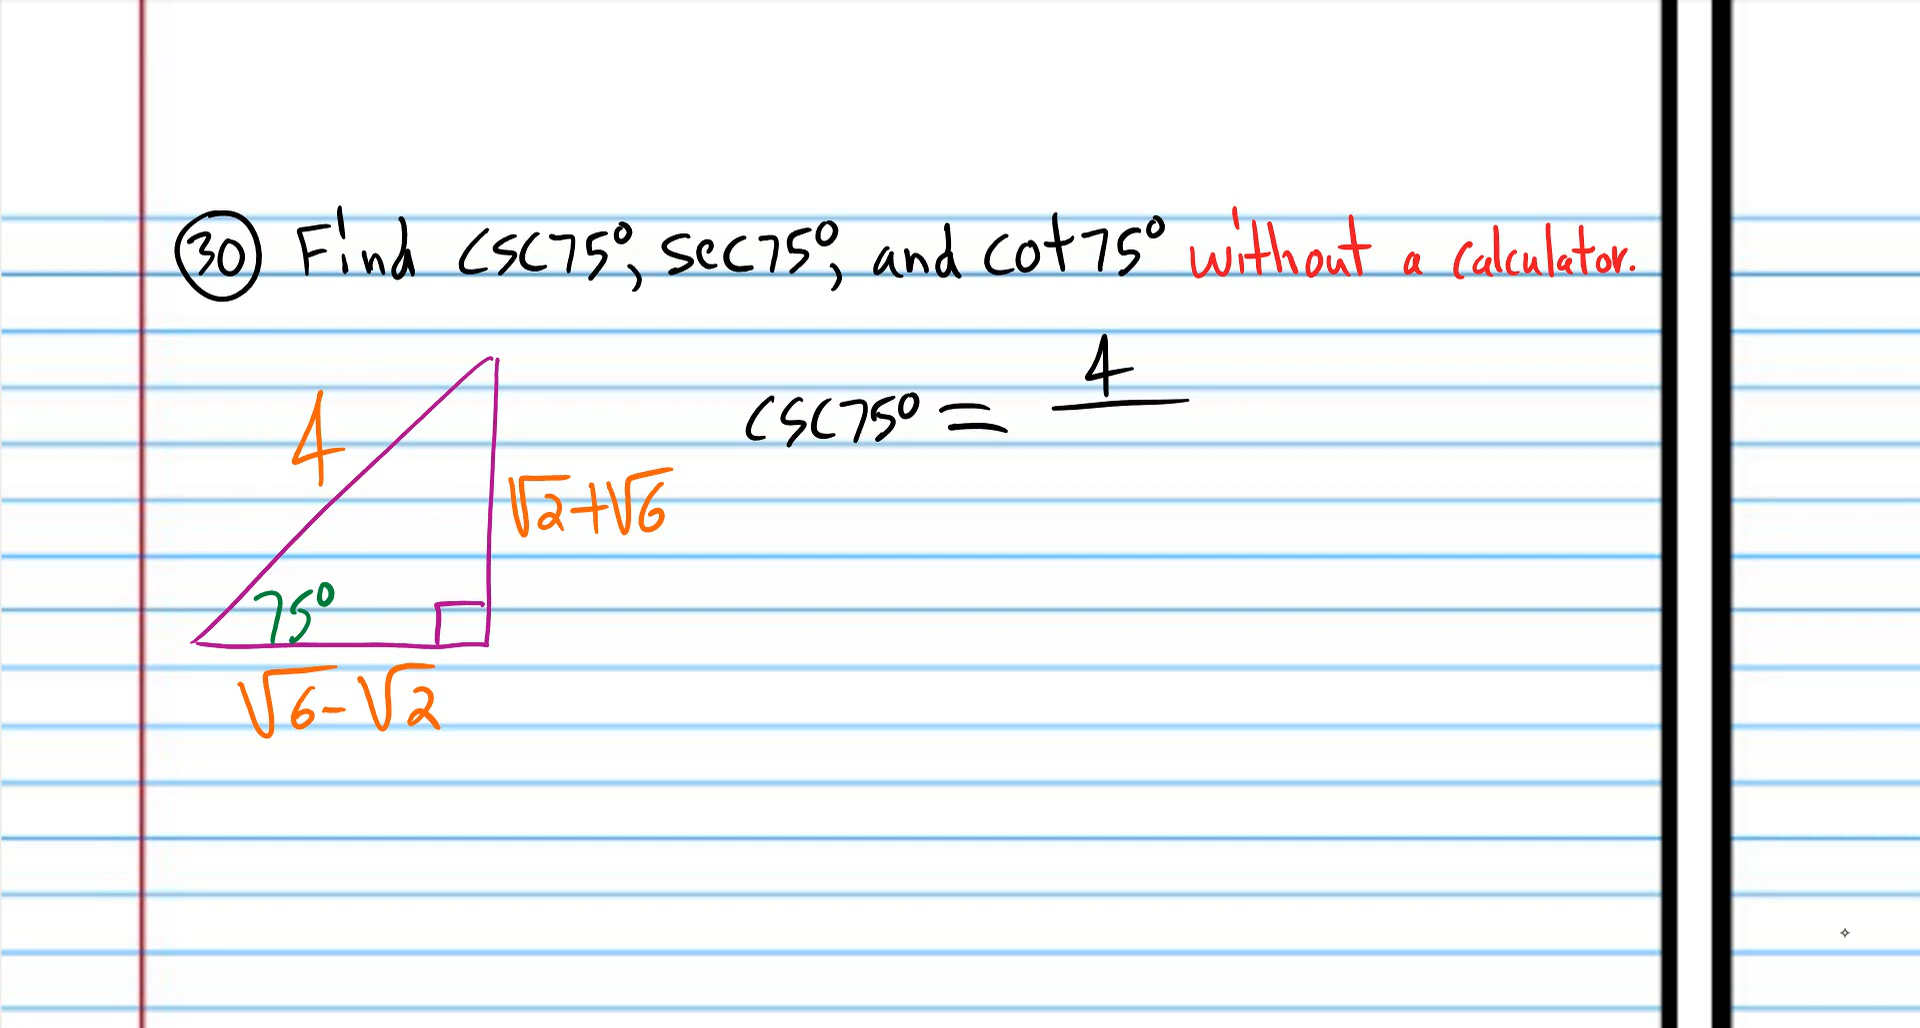 30 Find csc75°, sec75°, and cot75° without a calculator.
4
csc75° = 4
√2+√6
75°
√6-√2